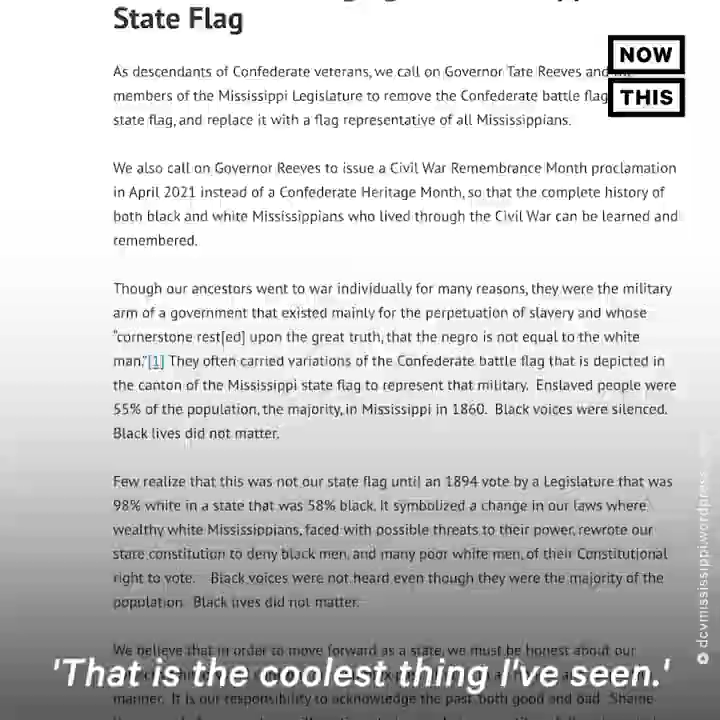 State Flag
NOW
THIS
As descendants of Confederate veterans, we call on Governor Tate Reeves and
members of the Mississippi Legislature to remove the Confederate battle flag
state flag, and replace it with a flag representative of all Mississippians.
We also call on Governor Reeves to issue a Civil War Remembrance Month proclamation
in April 2021 instead of a Confederate Heritage Month, so that the complete history of
both black and white Mississippians who lived through the Civil War can be learned and
remembered.
Though our ancestors went to war individually for many reasons, they were the military
arm of a government that existed mainly for the perpetuation of slavery and whose
"cornerstone rest[ed] upon the great truth, that the negro is not equal to the white
man."[1] They often carried variations of the Confederate battle flag that is depicted in
the canton of the Mississippi state flag to represent that military. Enslaved people were
55% of the population, the majority, in Mississippi in 1860. Black voices were silenced.
Black lives did not matter.
Few realize that this was not our state flag until an 1894 vote by a Legislature that was
98% white in a state that was 58% black. It symbolized a change in our laws where
wealthy white Mississippians, faced with possible threats to their power, rewrote our
state constitution to deny black men, and many poor white men, of their Constitutional
right to vote. Black voices were not heard even though they were the majority of the
population. Black lives did not matter.
We believe that in order to move forward as a state, we must be honest about our
'That is the coolest thing I've seen.'
manner. It is our responsibility to acknowledge the past, both good and bad. Shame
dcvmississippi.wordpress